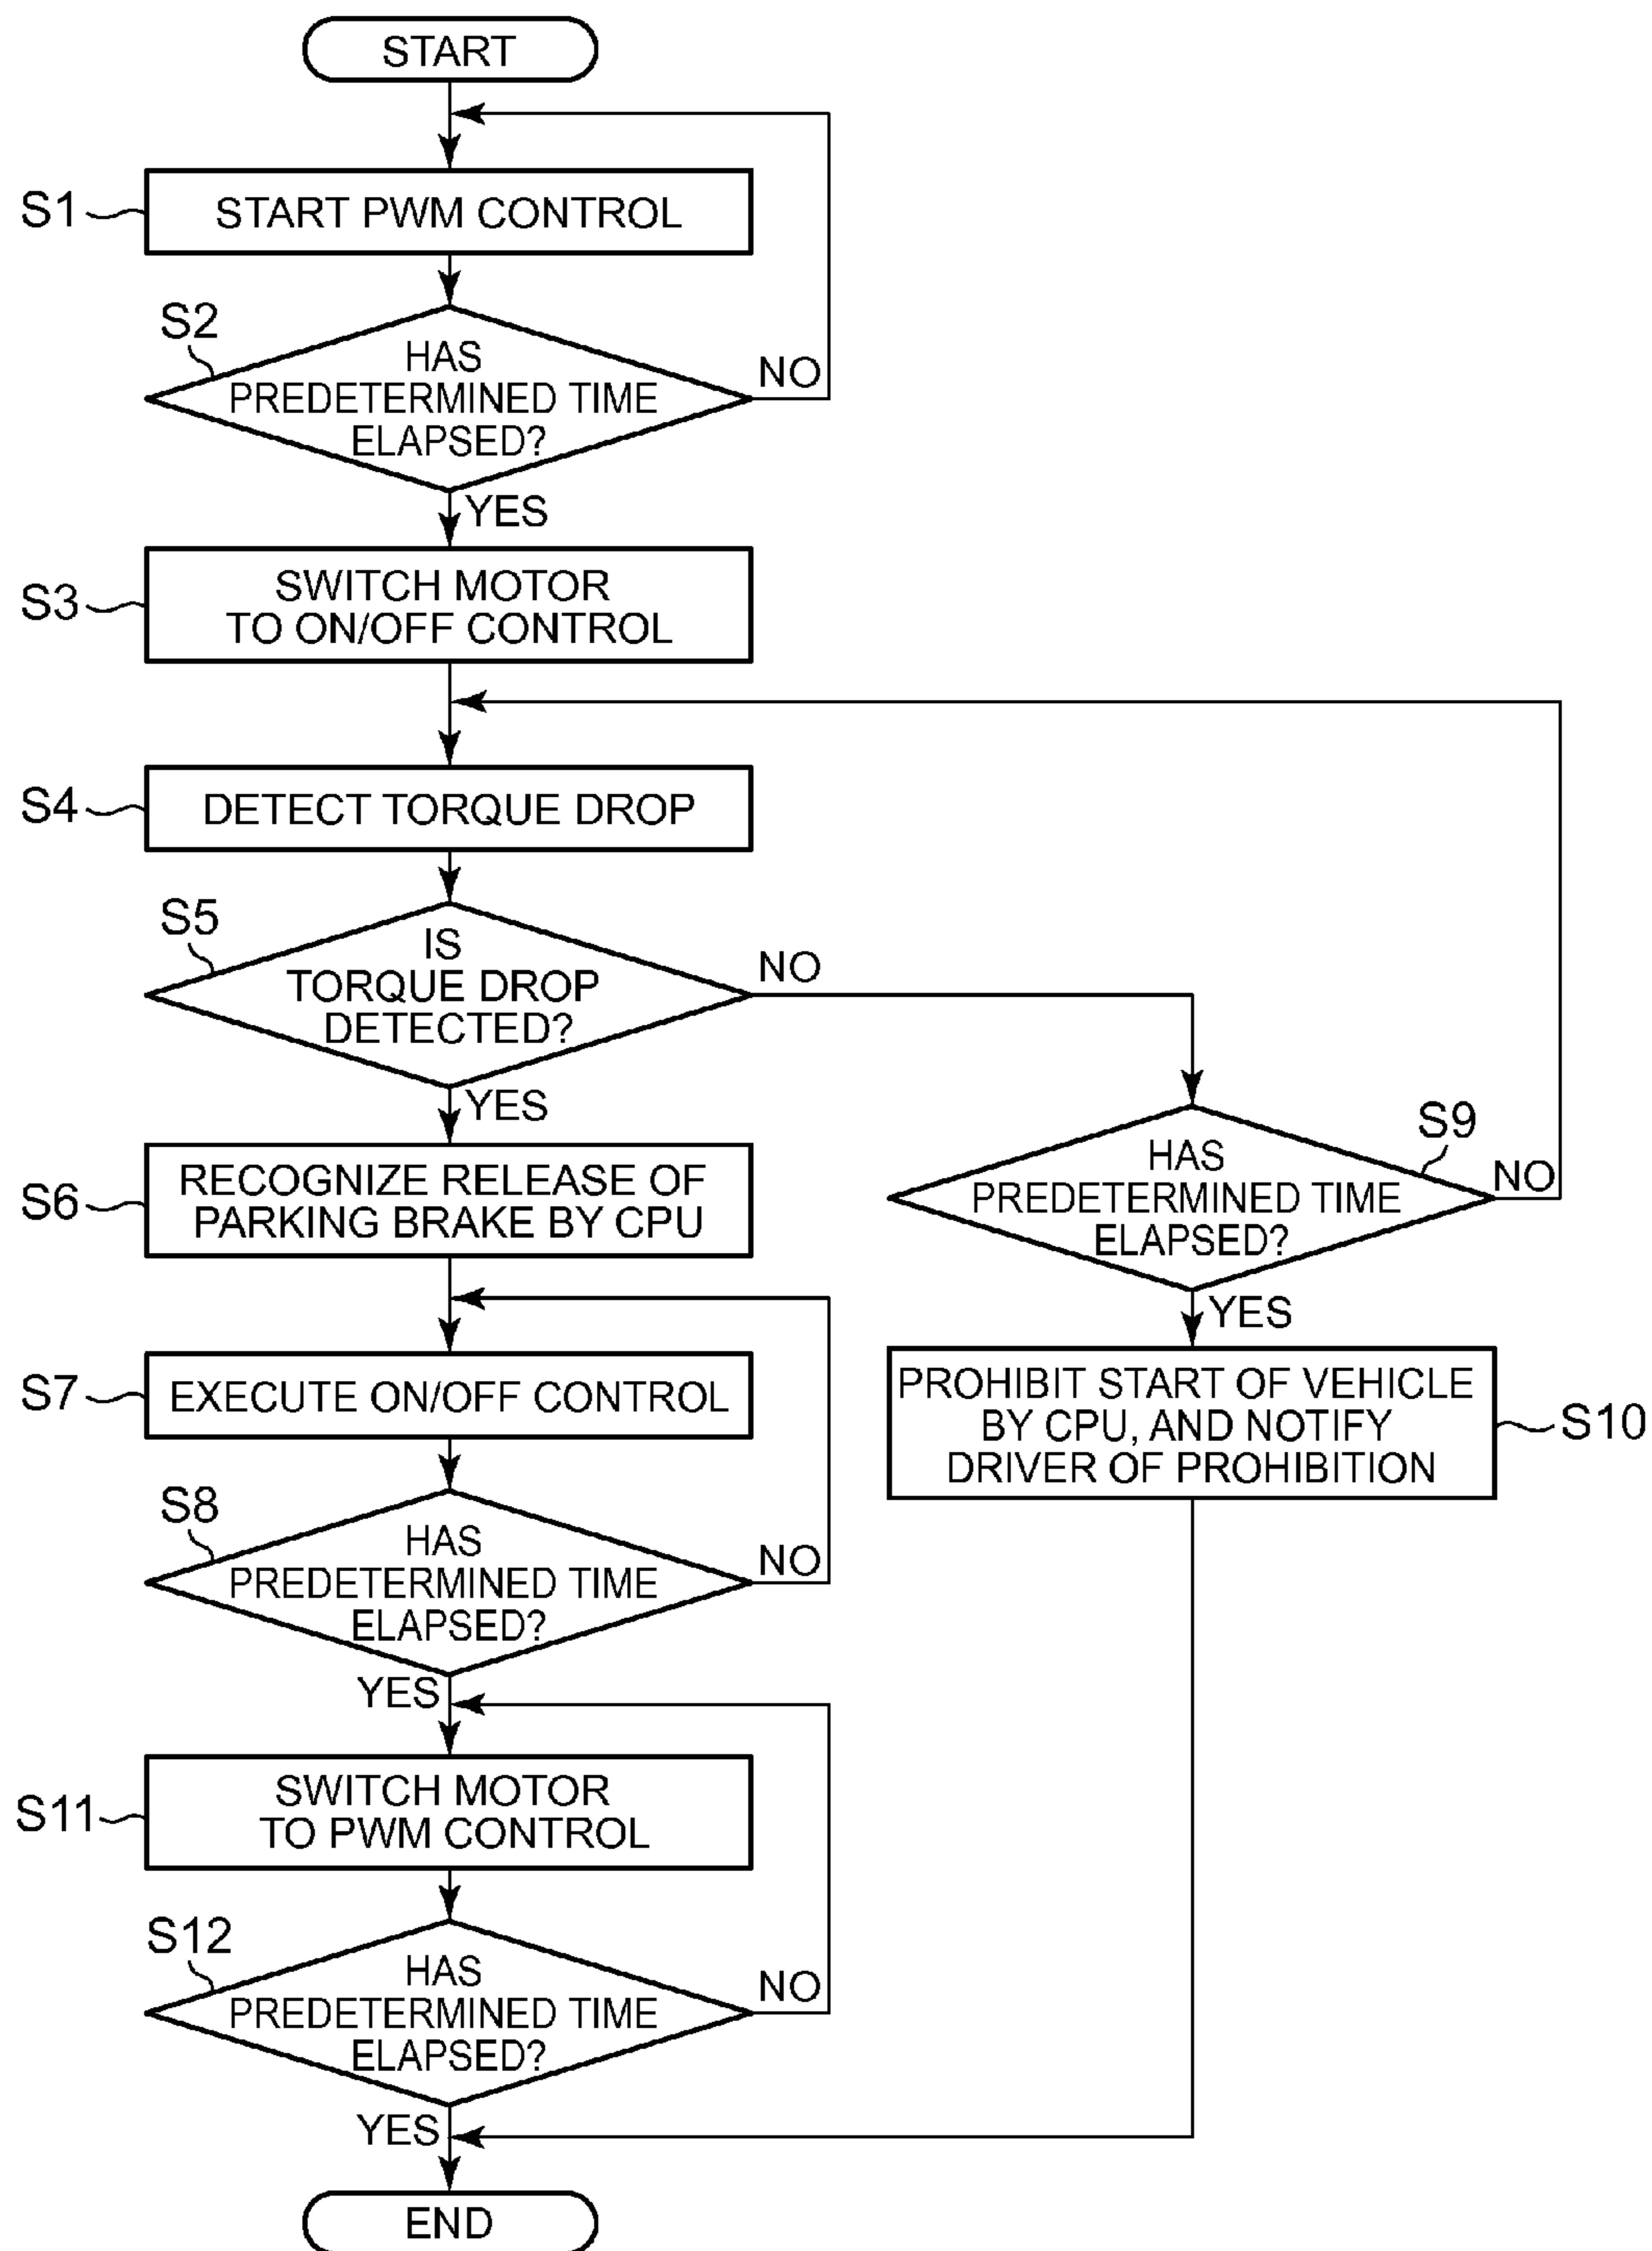 START
S1
START PWM CONTROL
S2
HAS
PREDETERMINED TIME
ELAPSED?
NO
YES
S3
SWITCH MOTOR
TO ON/OFF CONTROL
S4
DETECT TORQUE DROP
S5
IS
TORQUE DROP
DETECTED?
NO
YES
S6
RECOGNIZE RELEASE OF
PARKING BRAKE BY CPU
S9
HAS
PREDETERMINED TIME
ELAPSED?
NO
YES
S7
EXECUTE ON/OFF CONTROL
PROHIBIT START OF VEHICLE
BY CPU, AND NOTIFY
DRIVER OF PROHIBITION
S10
S8
HAS
PREDETERMINED TIME
ELAPSED?
NO
YES
S11
SWITCH MOTOR
TO PWM CONTROL
S12
HAS
PREDETERMINED TIME
ELAPSED?
NO
YES
END